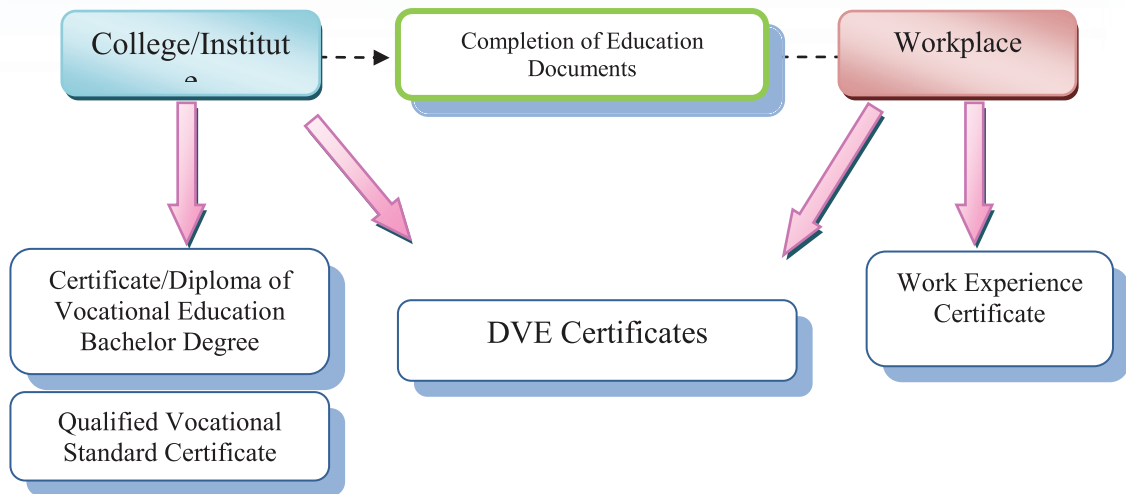 College/Institut
e
Completion of Education
Documents
Workplace
Certificate/Diploma of
Vocational Education
Bachelor Degree
DVE Certificates
Work Experience
Certificate
Qualified Vocational
Standard Certificate